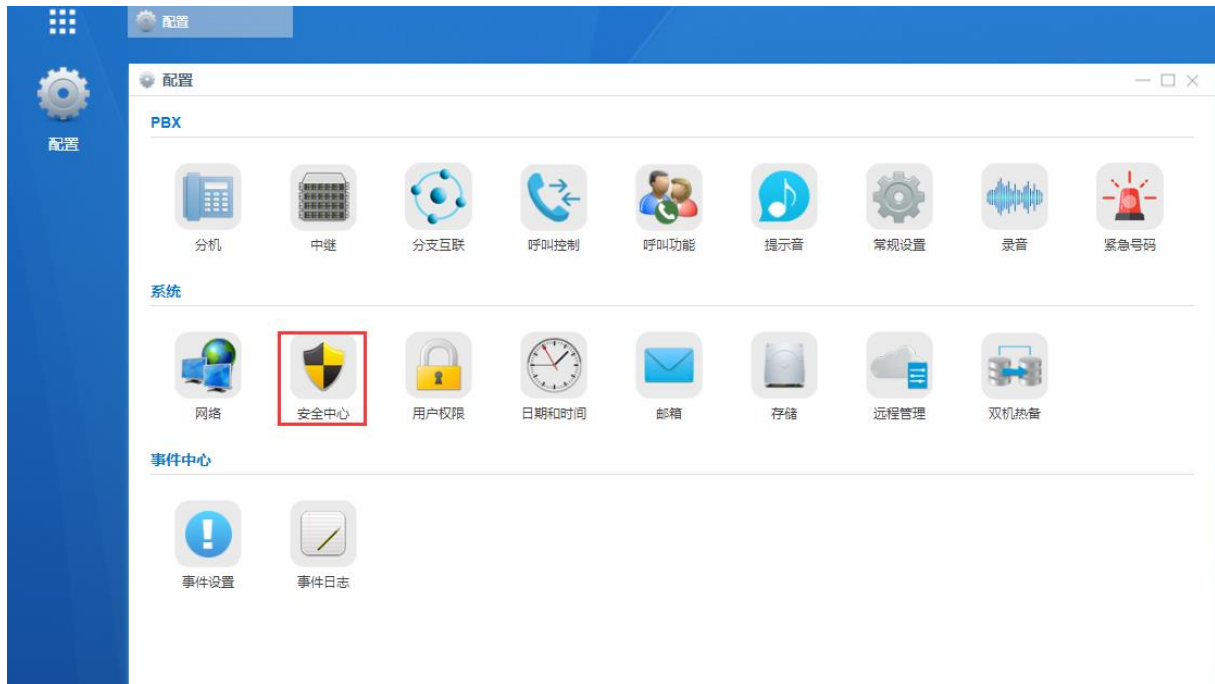 配置
配置
配置
PBX
分机 中继 分支互联 呼叫控制 呼叫功能 提示音 常规设置 录音 紧急号码
系统
网络 安全中心 用户权限 日期和时间 邮箱 存储 远程管理 双机热备
事件中心
事件设置 事件日志